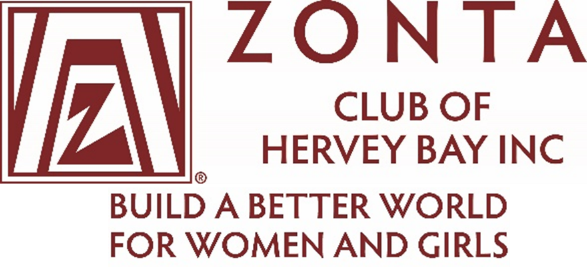 ZONTA
CLUB OF
HERVEY BAY INC
®
BUILD A BETTER WORLD
FOR WOMEN AND GIRLS